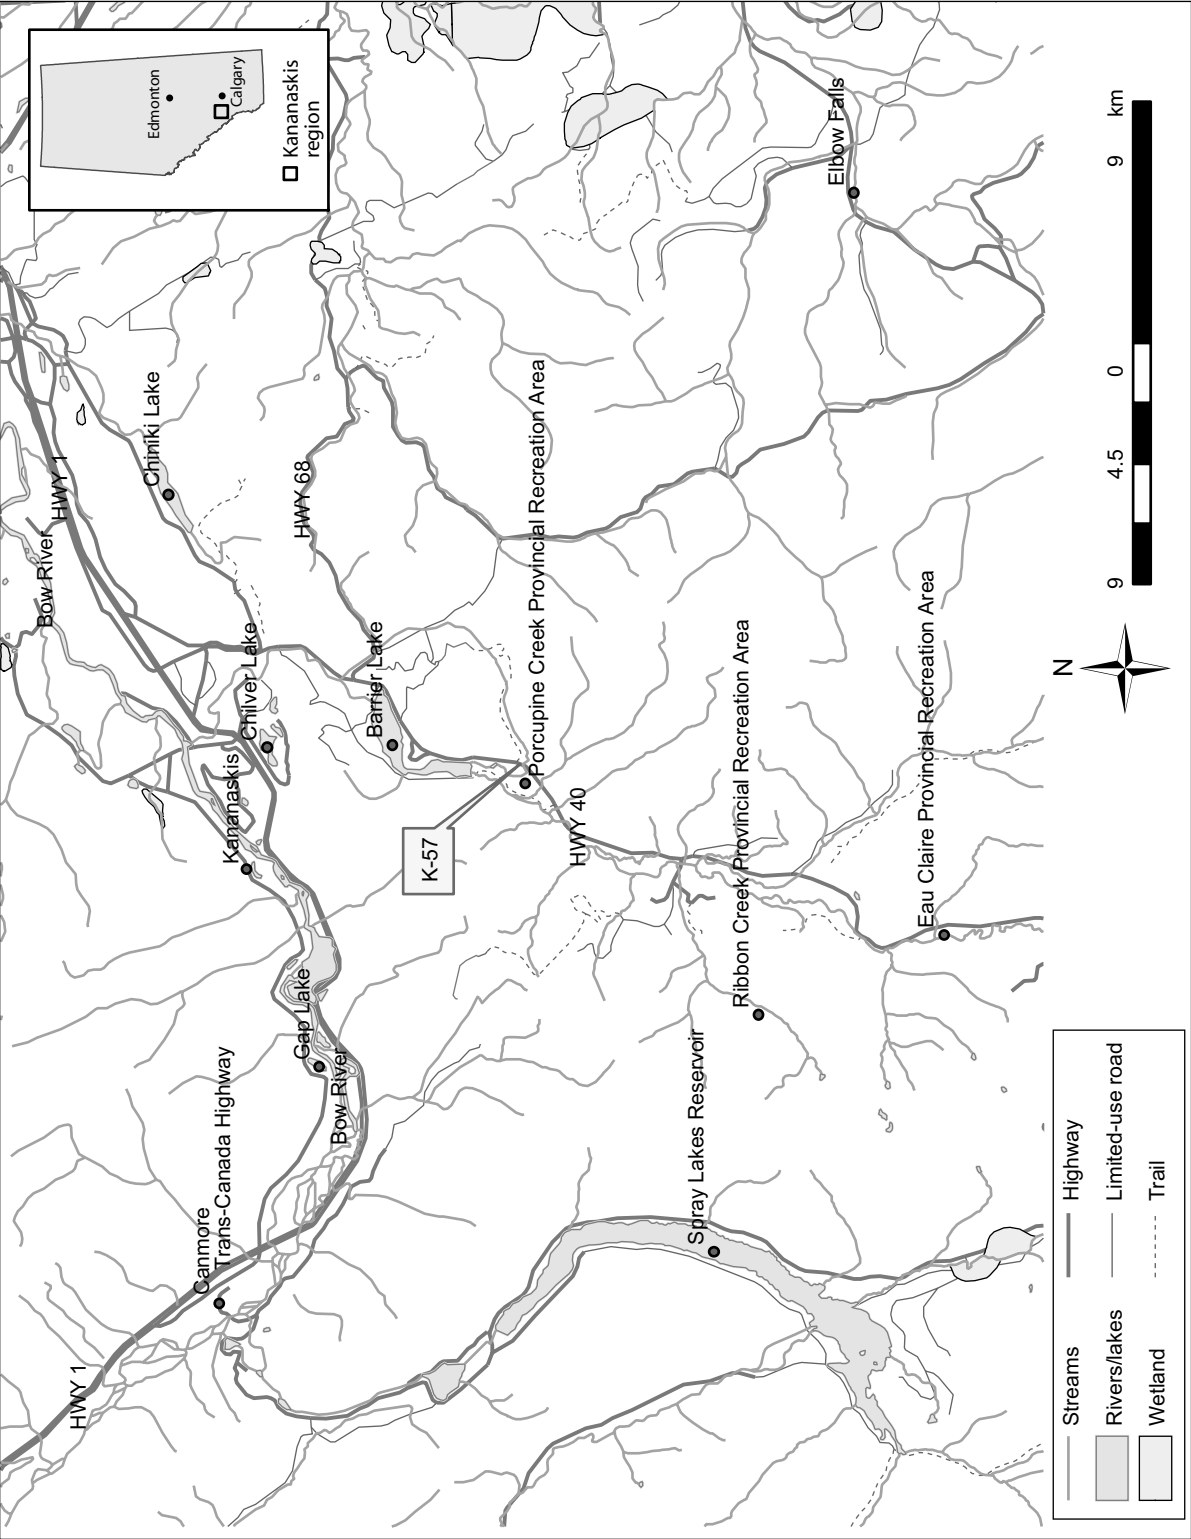 Edmonton
Calgary
Kananaskis
region
HWY 1
Bow River
Chiniki Lake
HWY 68
Chilver Lake
Barrier Lake
Kananaskis
K-57
Porcupine Creek Provincial Recreation Area
HWY 40
Elbow Falls
Gap Lake
Bow River
Trans-Canada Highway
Canmore
HWY 1
Ribbon Creek Provincial Recreation Area
Eau Claire Provincial Recreation Area
Spray Lakes Reservoir
Streams
Highway
Rivers/lakes
Limited-use road
Wetland
Trail
N
9 4.5 0 9 km